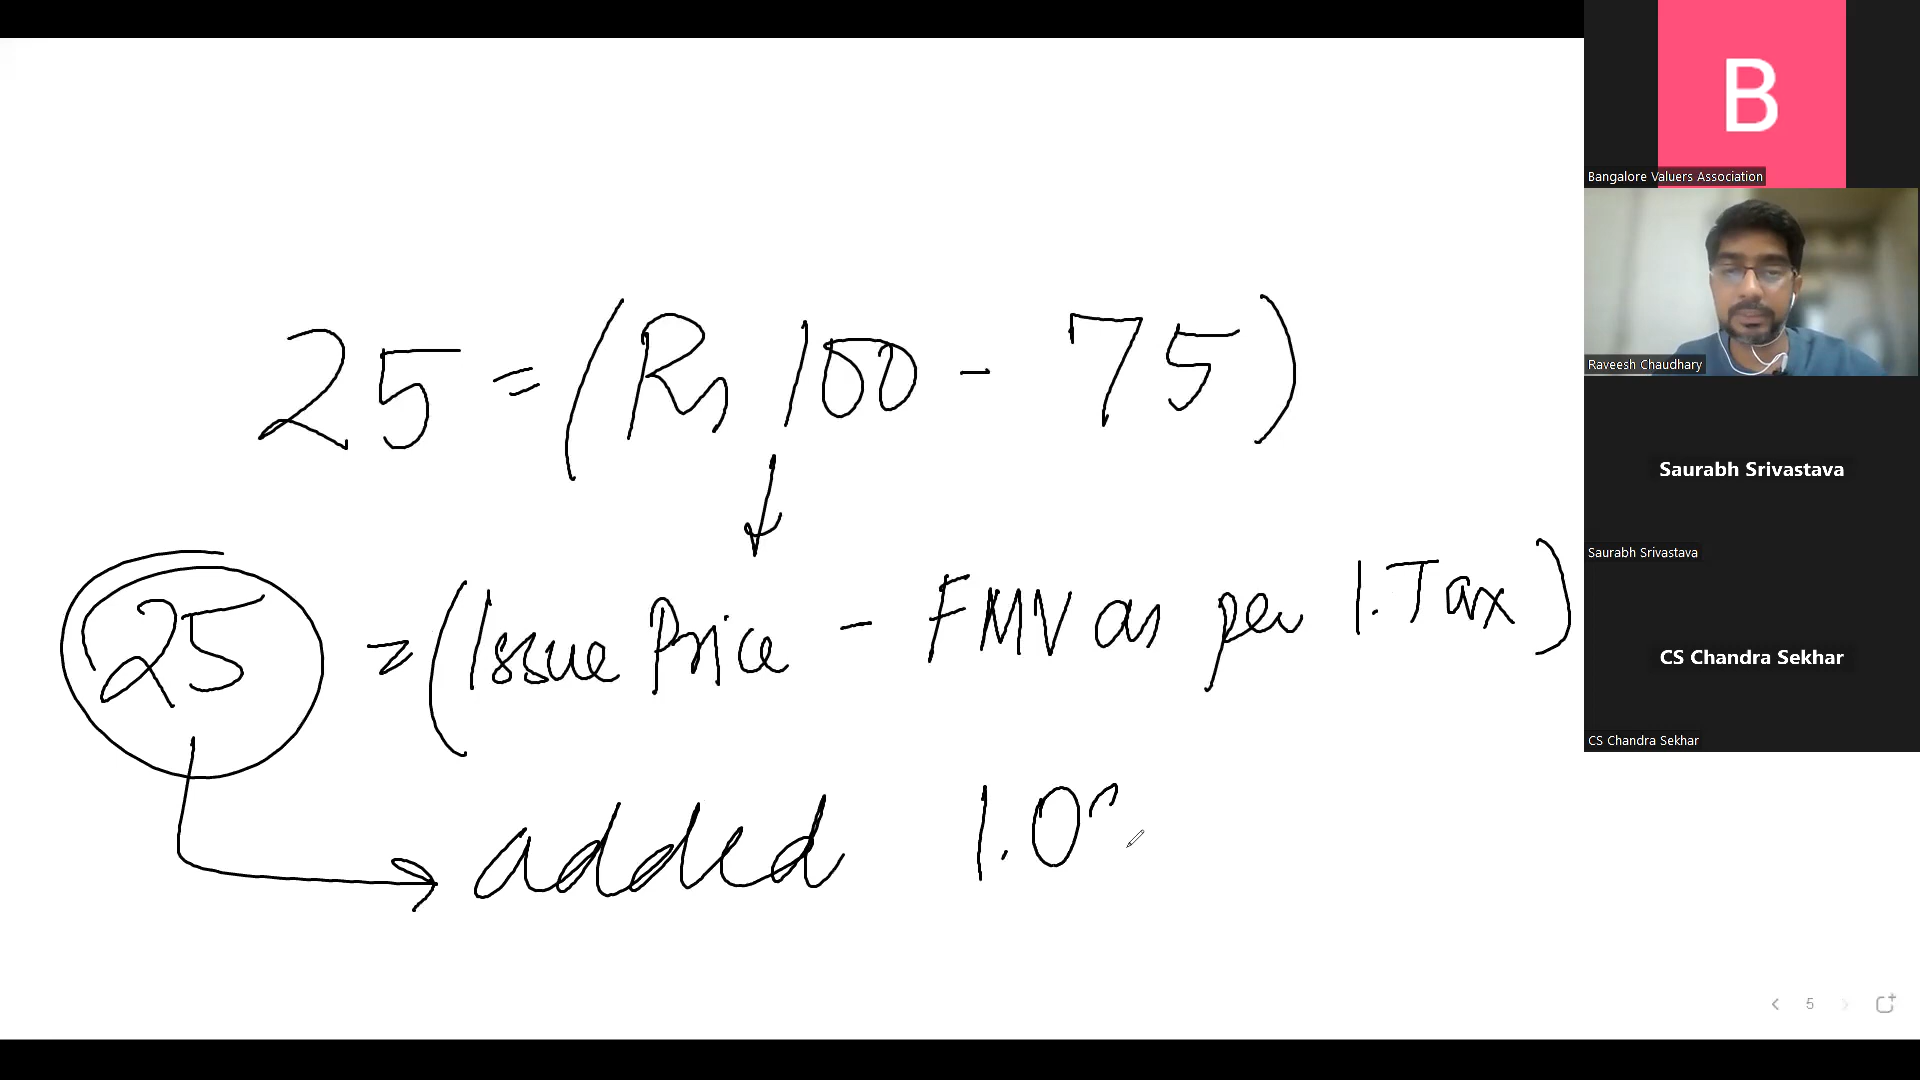 25 = (Rs 100 - 75)
25 = (Issue Price - FMV as per I. Tax)
added I.O
B
Bangalore Valuers Association
Raveesh Chaudhary
Saurabh Srivastava
Saurabh Srivastava
CS Chandra Sekhar
CS Chandra Sekhar
5